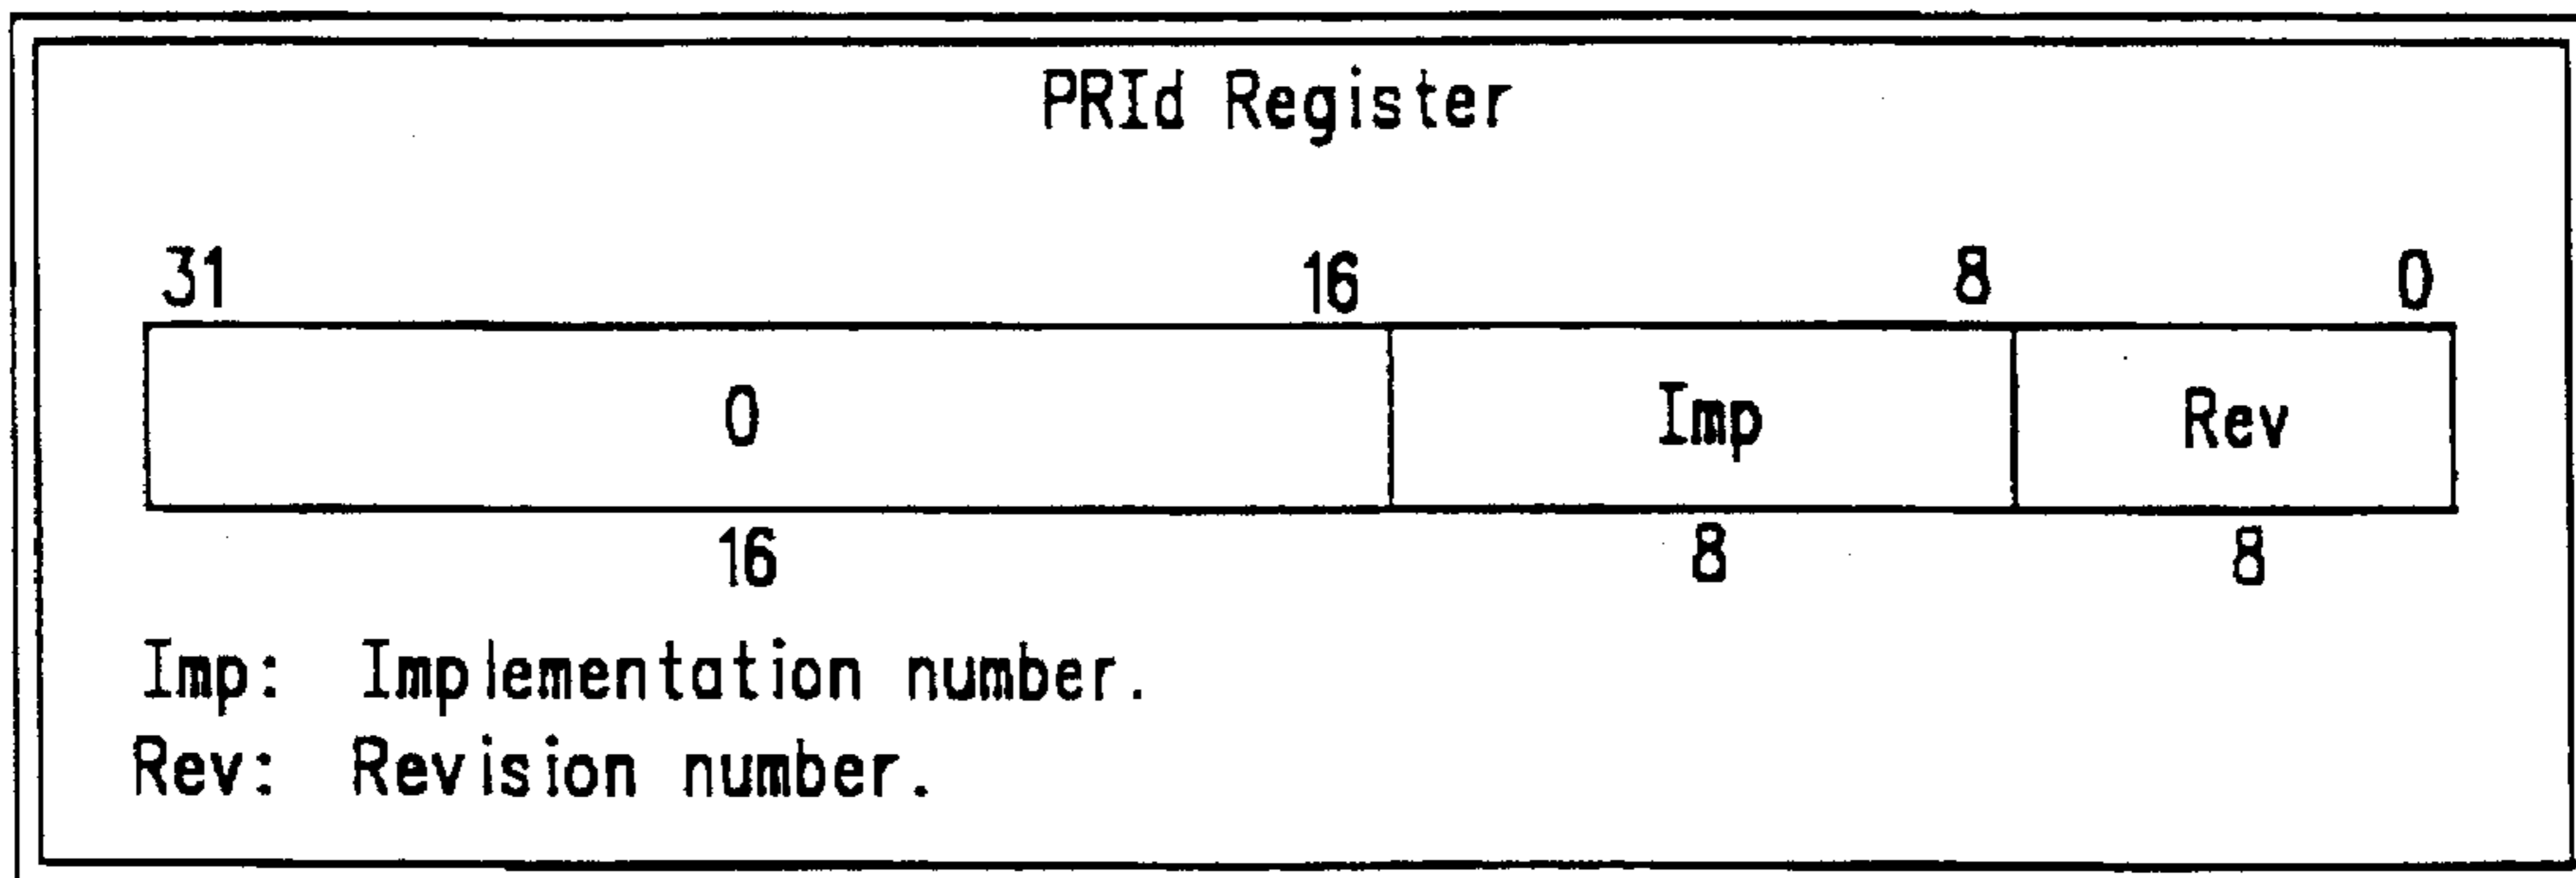 PRId Register
31 16 8 0
0 Imp Rev
16 8 8
Imp: Implementation number.
Rev: Revision number.